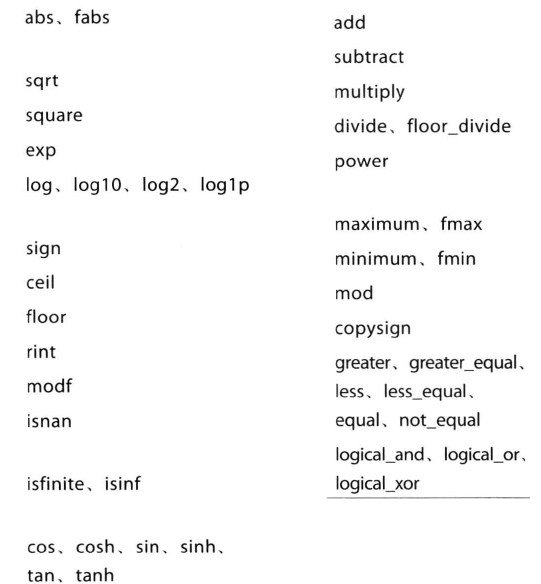 abs、fabs
sqrt
square
exp
log、log10、log2、log1p
sign
ceil
floor
rint
modf
isnan
isfinite、isinf
cos、cosh、sin、sinh、
tan、tanh
add
subtract
multiply
divide、floor_divide
power
maximum、fmax
minimum、fmin
mod
copysign
greater、greater_equal、
less、less_equal、
equal、not_equal
logical_and、logical_or、
logical_xor